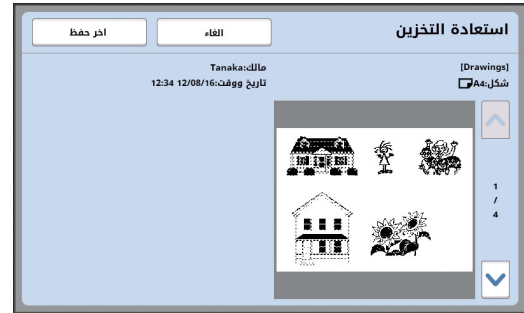 استعادة التخزين
الغاء
اخر حفظ
[Drawings]
شكل:A4
مالك:Tanaka
تاريخ ووقت:12/08/16 12:34
1
/
4